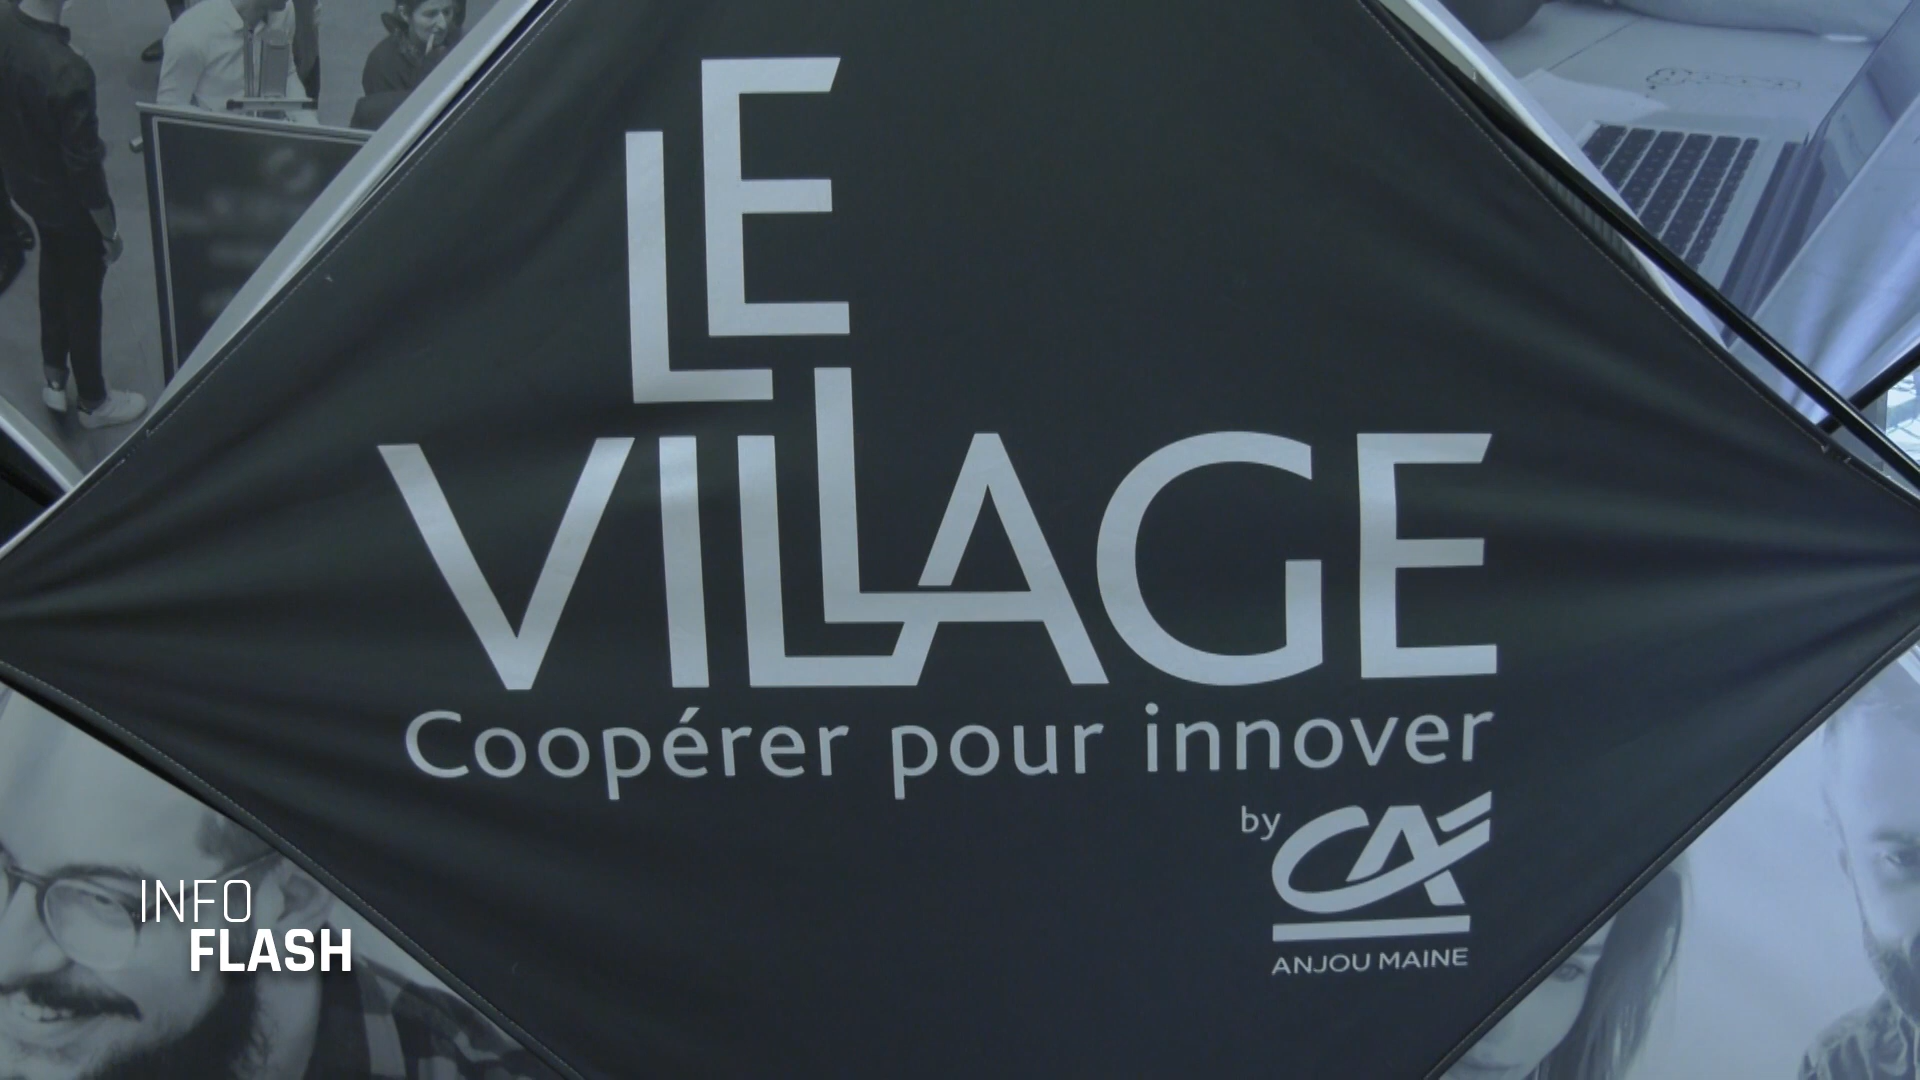 LE
VILLAGE
Coopérer pour innover
by CA
ANJOU MAINE
INFO
FLASH